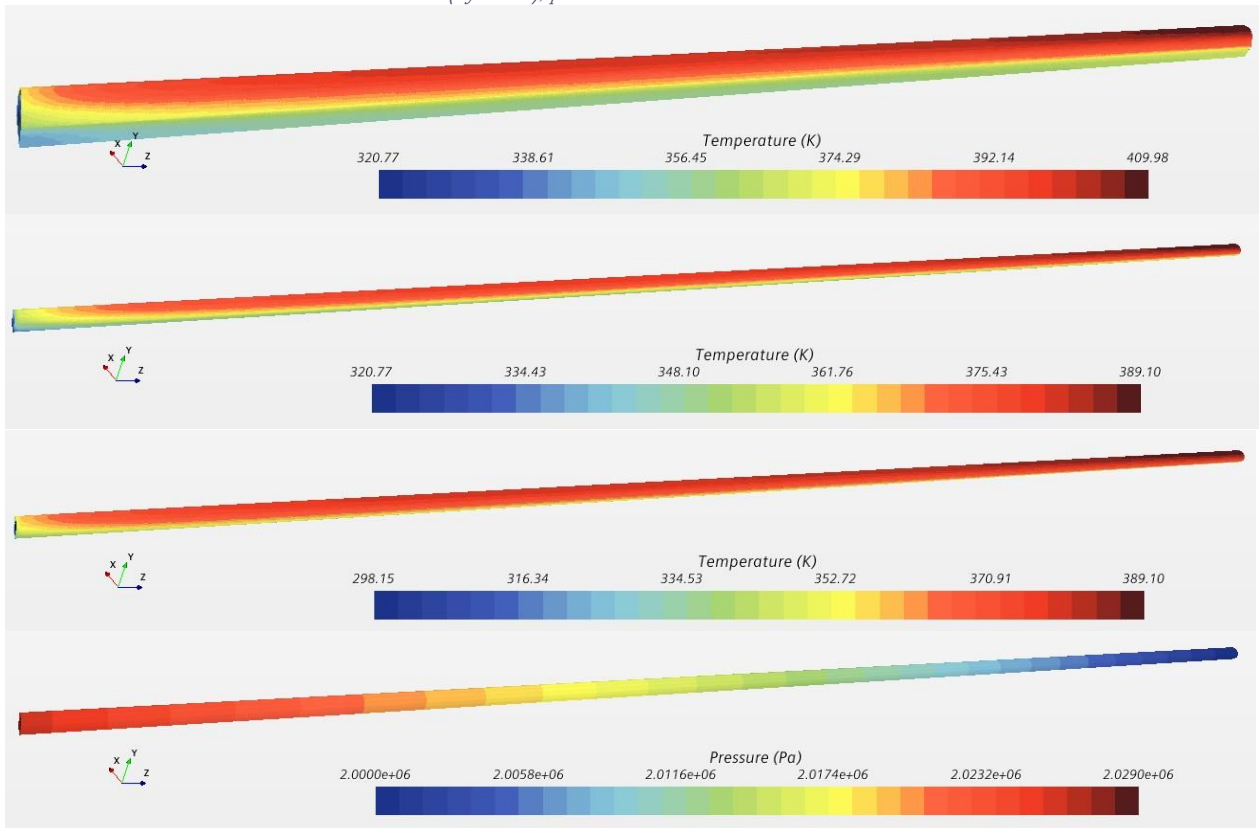 Temperature (K)
320.77 338.61 356.45 374.29 392.14 409.98
X Y Z
Temperature (K)
320.77 334.43 348.10 361.76 375.43 389.10
X Y Z
Temperature (K)
298.15 316.34 334.53 352.72 370.91 389.10
X Y Z
Pressure (Pa)
2.0000e+06 2.0058e+06 2.0116e+06 2.0174e+06 2.0232e+06 2.0290e+06
X Y Z